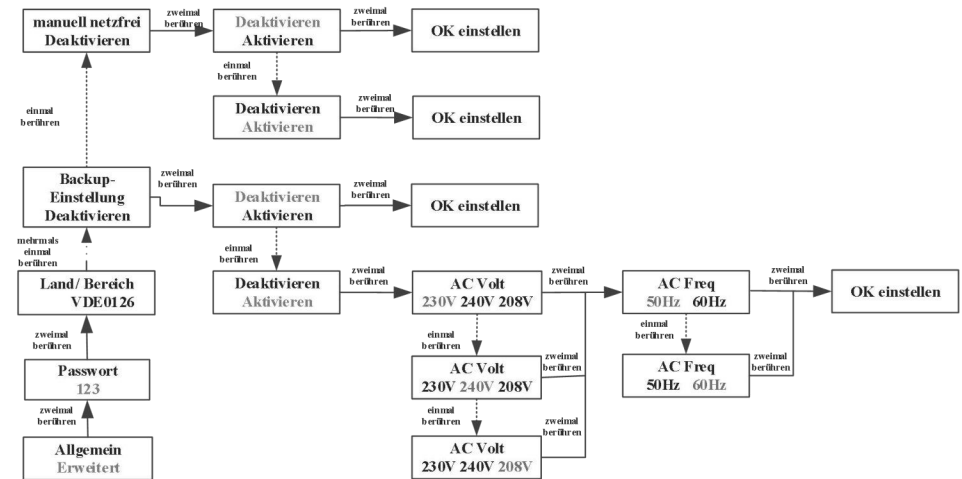 manuell netzfrei
Deaktivieren
zweimal
berühren
Deaktivieren
Aktivieren
zweimal
berühren
OK einstellen
einmal
berühren
Deaktivieren
Aktivieren
zweimal
berühren
OK einstellen
einmal
berühren
Backup-
Einstellung
Deaktivieren
zweimal
berühren
Deaktivieren
Aktivieren
zweimal
berühren
OK einstellen
einmal
berühren
mehrmals
einmal
berühren
Land/ Bereich
VDE0126
Deaktivieren
Aktivieren
zweimal
berühren
AC Volt
230V 240V 208V
zweimal
berühren
AC Freq
50Hz 60Hz
zweimal
berühren
OK einstellen
einmal
berühren
einmal
berühren
zweimal
berühren
Passwort
123
AC Volt
230V 240V 208V
zweimal
berühren
AC Freq
50Hz 60Hz
zweimal
berühren
zweimal
berühren
einmal
berühren
zweimal
berühren
Allgemein
Erweitert
AC Volt
230V 240V 208V